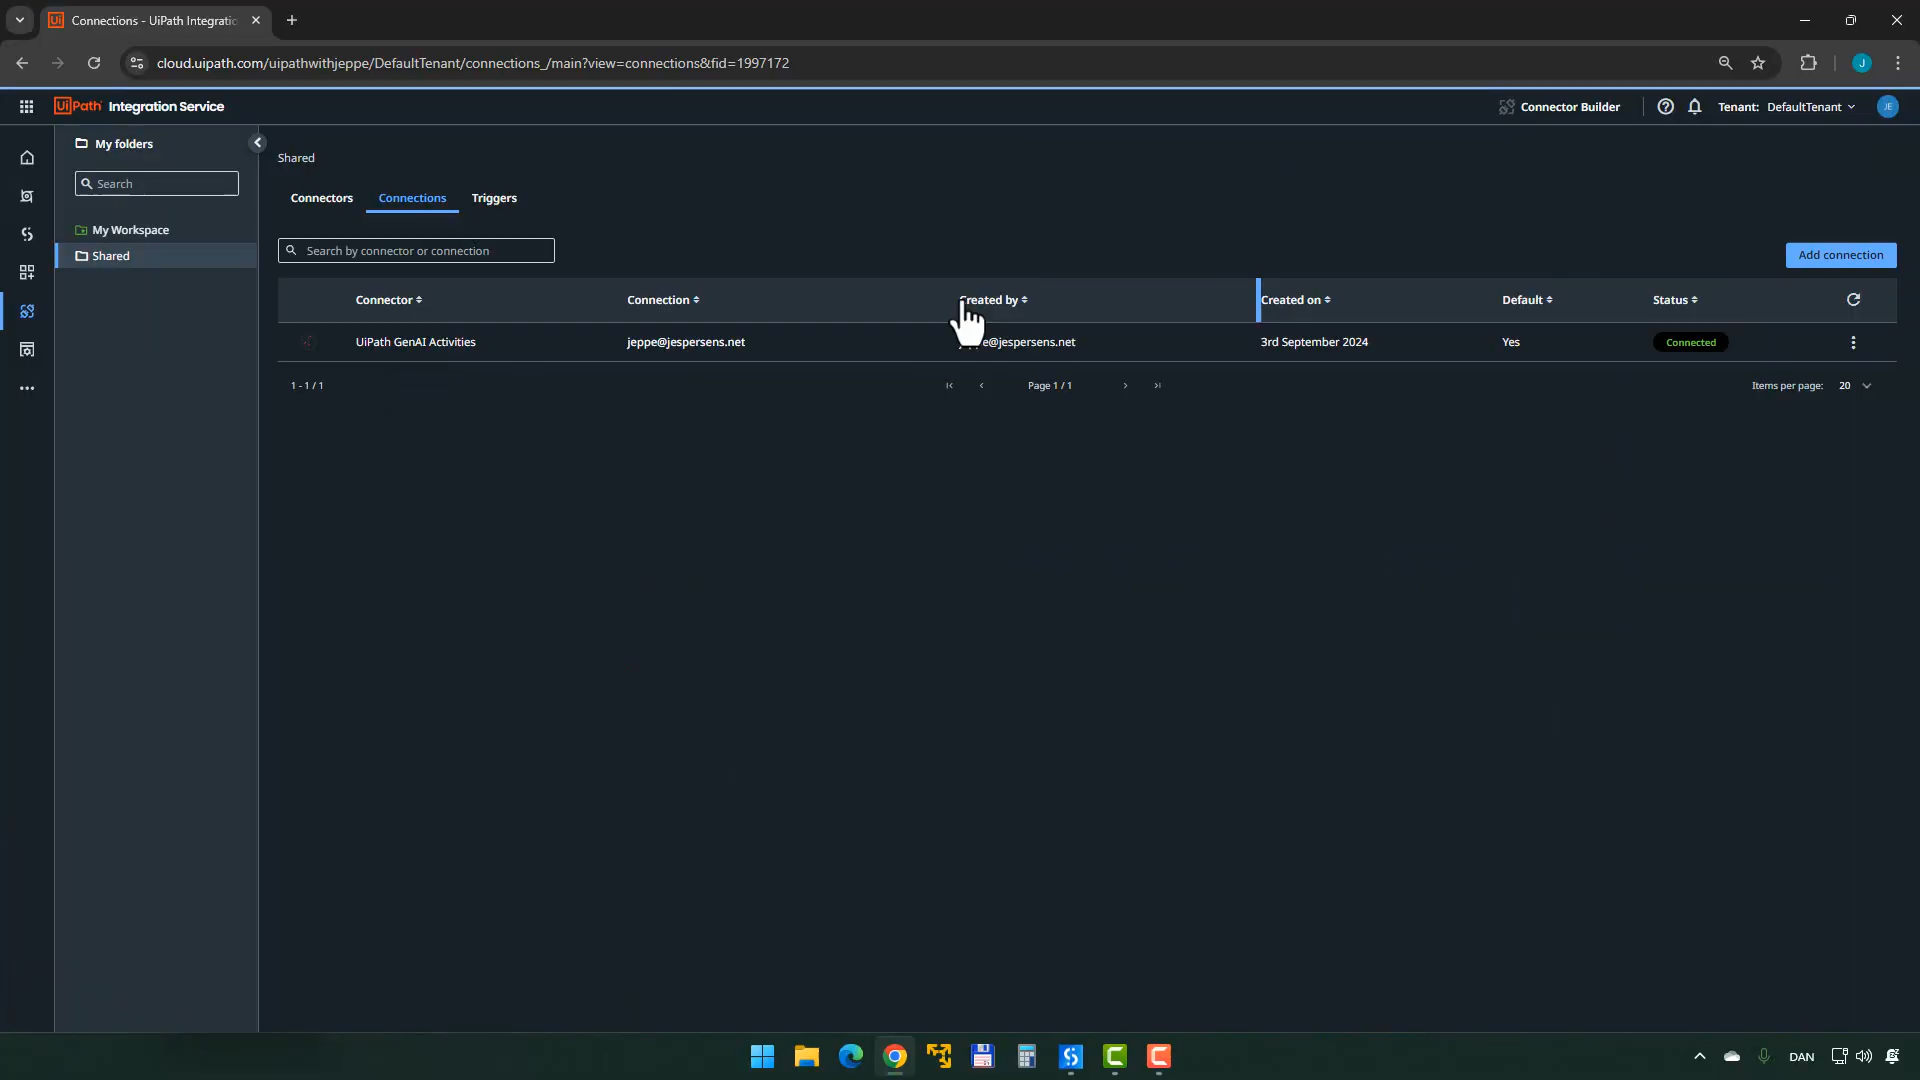 Connections - UiPath Integratio
cloud.uipath.com/uipathwithjeppe/DefaultTenant/connections_/main?view=connections&fid=1997172
J
UiPath Integration Service
Connector Builder
Tenant: DefaultTenant
JE
My folders
Search
My Workspace
Shared
Shared
Connectors
Connections
Triggers
Search by connector or connection
Add connection
Connector
Connection
Created by
Created on
Default
Status
UiPath GenAI Activities
jeppe@jespersens.net
e@jespersens.net
3rd September 2024
Yes
Connected
1 - 1 / 1
Page 1 / 1
Items per page: 20
DAN